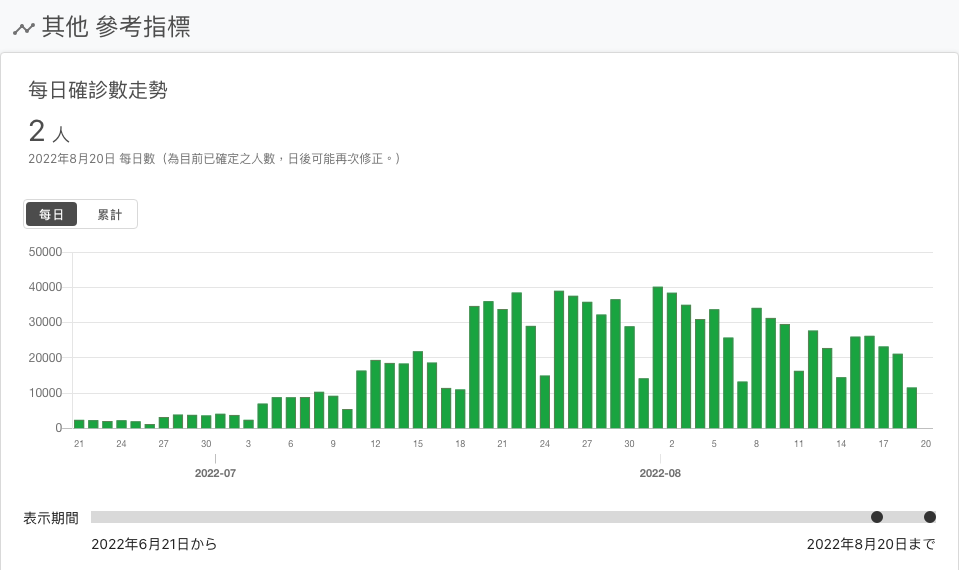 其他 參考指標
每日確診數走勢
2 人
2022年8月20日 每日數（為目前已確定之人數，日後可能再次修正。）
每日 累計
50000
40000
30000
20000
10000
0
21 24 27 30 3 6 9 12 15 18 21 24 27 30 2 5 8 11 14 17 20
2022-07 2022-08
表示期間
2022年6月21日から 2022年8月20日まで